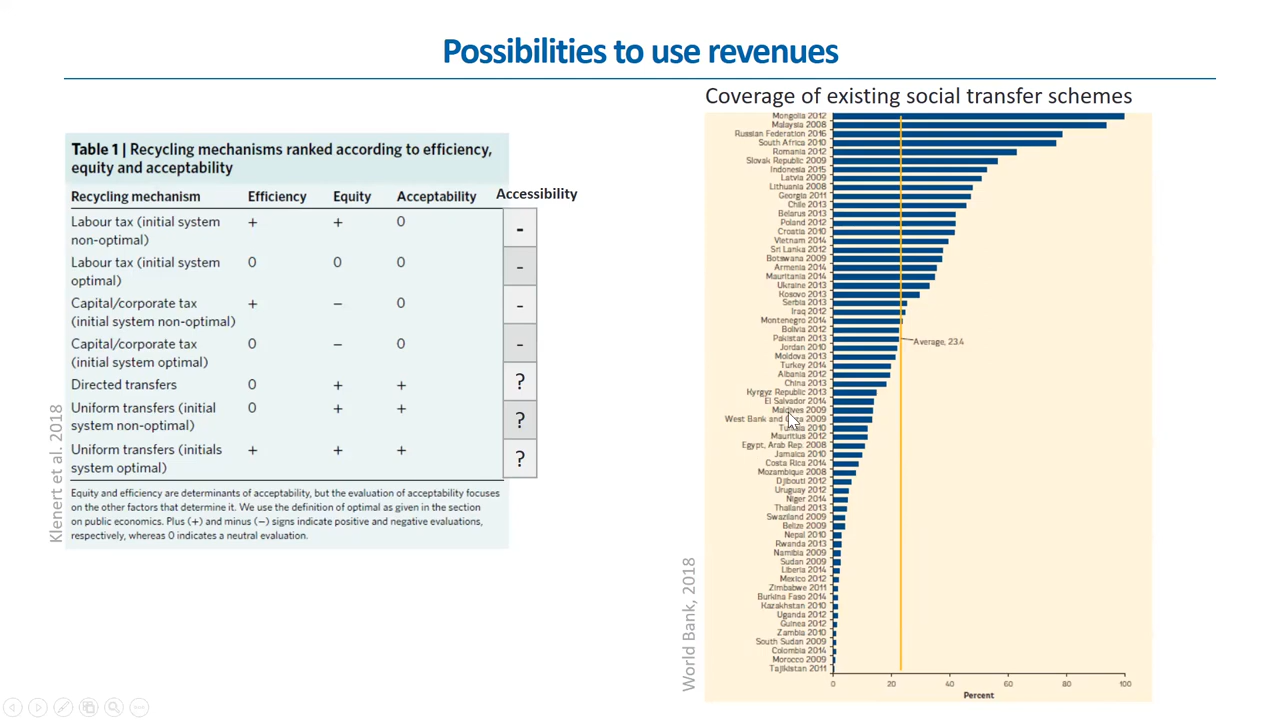 Possibilities to use revenues
Table 1 | Recycling mechanisms ranked according to efficiency,
equity and acceptability
Recycling mechanism Efficiency Equity Acceptability Accessibility
Labour tax (initial system
non-optimal) + + 0 -
Labour tax (initial system
optimal) 0 0 0 -
Capital/corporate tax
(initial system non-optimal) + − 0 -
Capital/corporate tax
(initial system optimal) 0 − 0 -
Directed transfers 0 + + ?
Uniform transfers (initial
system non-optimal) 0 + + ?
Uniform transfers (initials
system optimal) + + + ?
Equity and efficiency are determinants of acceptability, but the evaluation of acceptability focuses
on the other factors that determine it. We use the definition of optimal as given in the section
on public economics. Plus (+) and minus (−) signs indicate positive and negative evaluations,
respectively, whereas 0 indicates a neutral evaluation.
Klenert et al. 2018
Coverage of existing social transfer schemes
Mongolia 2012
Malaysia 2008
Russian Federation 2016
South Africa 2010
Romania 2012
Slovak Republic 2009
Indonesia 2015
Latvia 2009
Lithuania 2008
Georgia 2011
Chile 2013
Belarus 2013
Poland 2012
Croatia 2010
Vietnam 2014
Sri Lanka 2012
Botswana 2009
Armenia 2014
Mauritania 2014
Ukraine 2013
Kosovo 2013
Serbia 2013
Iraq 2012
Montenegro 2014
Bolivia 2012
Pakistan 2013
Average, 23.4
Jordan 2010
Moldova 2013
Turkey 2014
Albania 2012
China 2013
Kyrgyz Republic 2013
El Salvador 2014
Maldives 2009
West Bank and Gaza 2009
Tunisia 2010
Mauritius 2012
Egypt, Arab Rep. 2008
Jamaica 2010
Costa Rica 2014
Mozambique 2008
Djibouti 2012
Uruguay 2012
Niger 2014
Thailand 2013
Swaziland 2009
Belize 2009
Nepal 2010
Rwanda 2013
Namibia 2009
Sudan 2009
Liberia 2014
Mexico 2012
Zimbabwe 2011
Burkina Faso 2014
Kazakhstan 2010
Uganda 2012
Guinea 2012
Zambia 2010
South Sudan 2009
Colombia 2014
Morocco 2009
Tajikistan 2011
0 20 40 60 80 100
Percent
World Bank, 2018